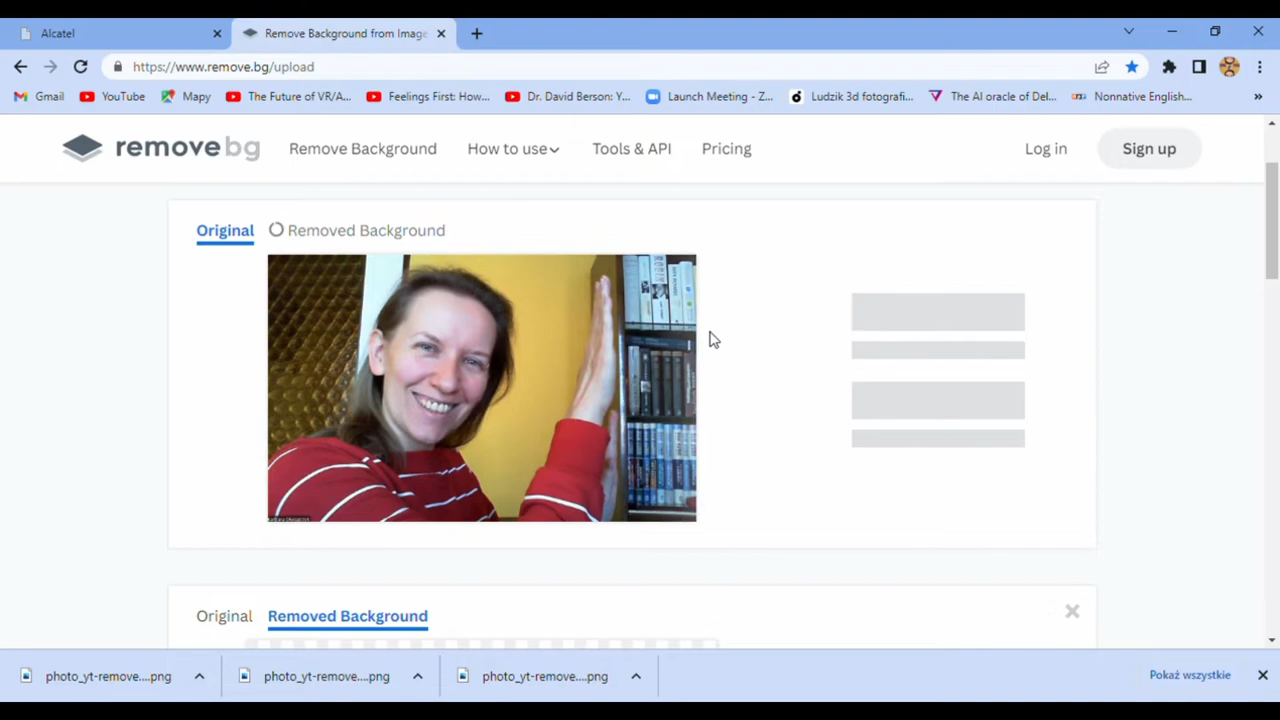 Alcatel
Remove Background from Image
https://www.remove.bg/upload
Gmail
YouTube
Mapy
The Future of VR/A...
Feelings First: How...
Dr. David Berson: Y...
Launch Meeting - Z...
Ludzik 3d fotografi...
The AI oracle of Del...
Nonnative English...
»
removebg
Remove Background
How to use
Tools & API
Pricing
Log in
Sign up
Original
Removed Background
Original
Removed Background
photo_yt-remove....png
photo_yt-remove....png
photo_yt-remove....png
Pokaż wszystkie